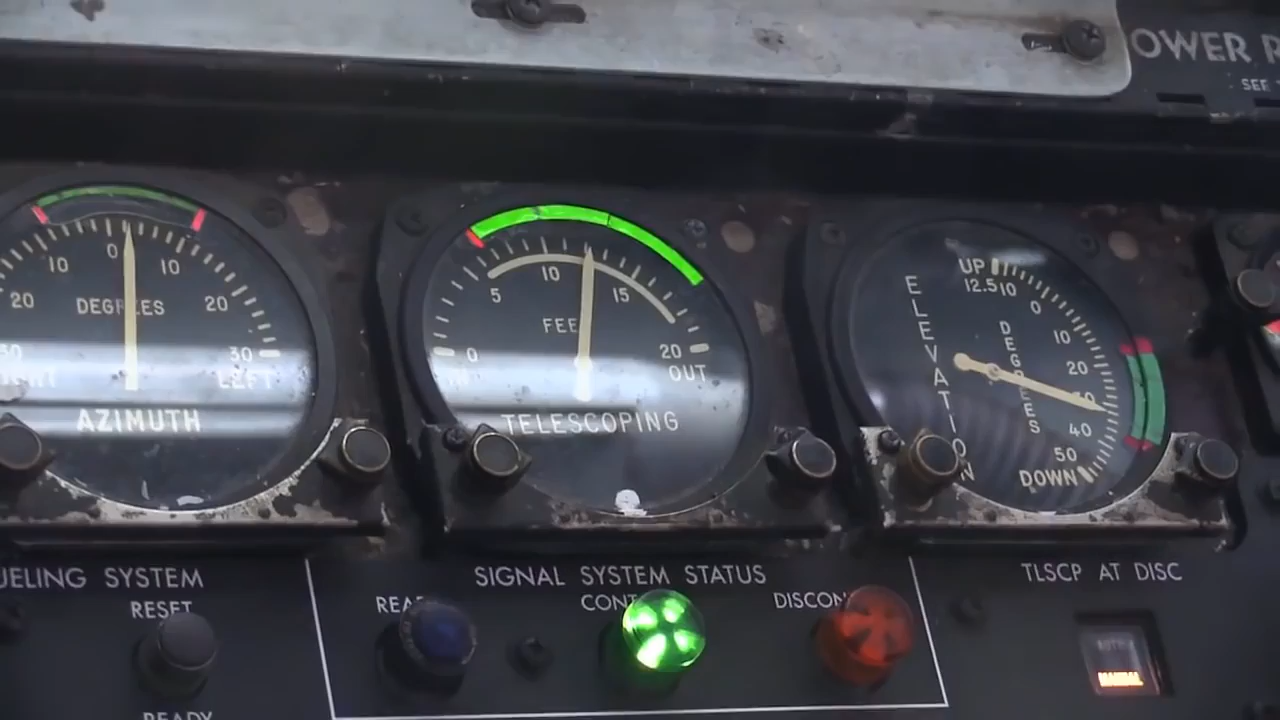 OWER R
SEE
0
10
10
20
20
30
30
DEGREES
LEFT
AZIMUTH
0
5
10
15
20
OUT
FEE
TELESCOPING
UP
12.5
10
0
10
20
40
50
DOWN
ELEVATION
DEGREES
UELING SYSTEM
RESET
READY
SIGNAL SYSTEM STATUS
REA
CONT
DISCON
TLSCP AT DISC
MANUAL